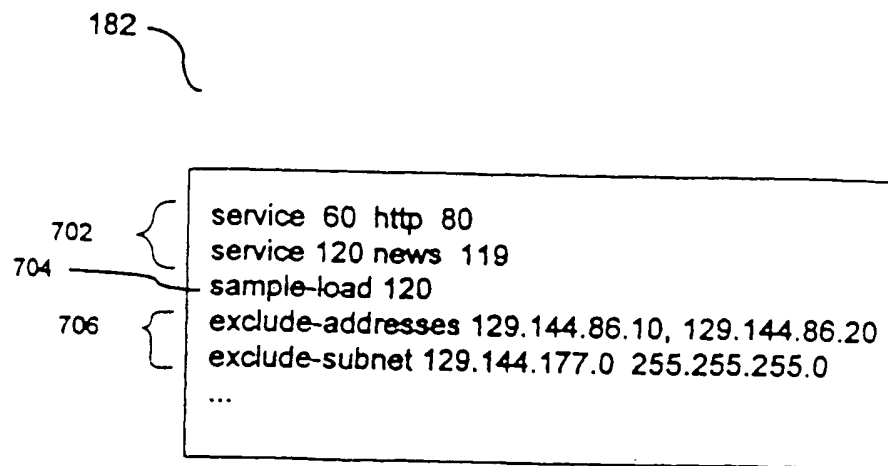 182
702
service 60 http 80
service 120 news 119
704
sample-load 120
706
exclude-addresses 129.144.86.10, 129.144.86.20
exclude-subnet 129.144.177.0 255.255.255.0
...